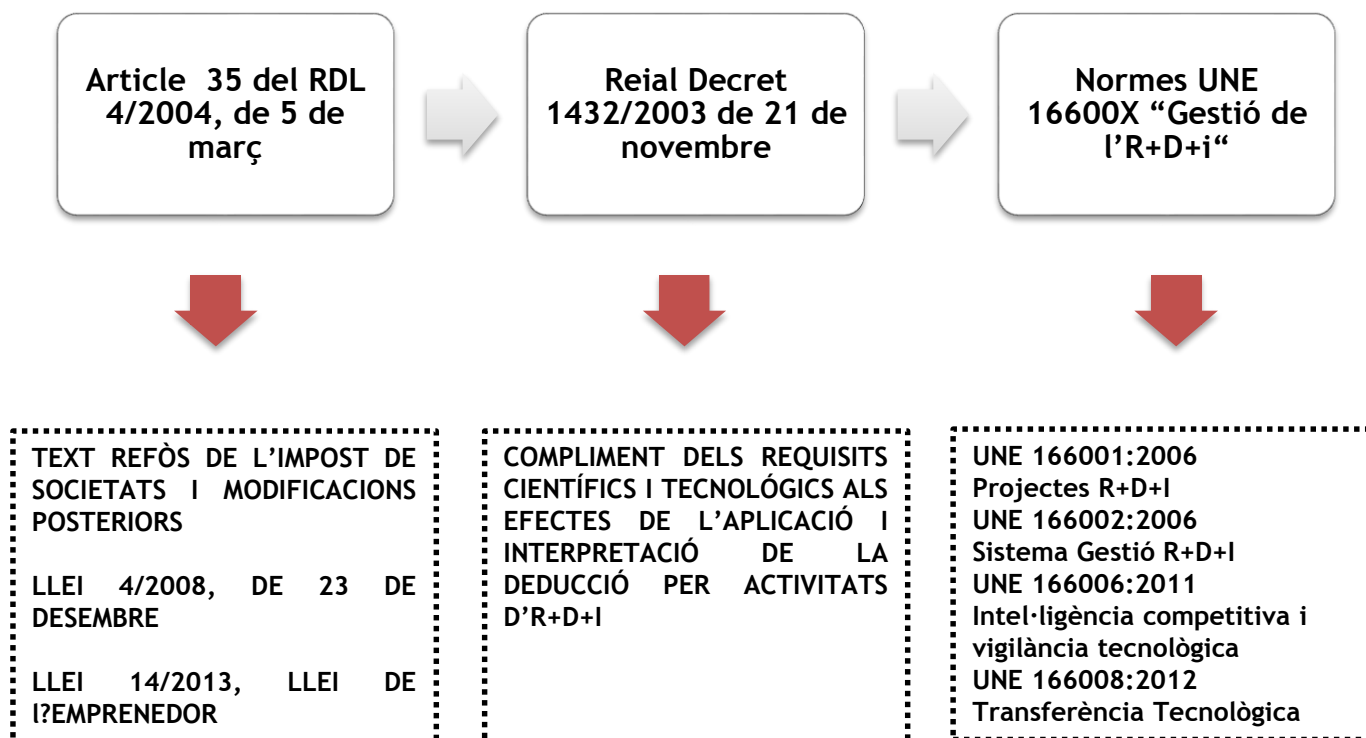 Article 35 del RDL
4/2004, de 5 de
març
Reial Decret
1432/2003 de 21 de
novembre
Normes UNE
16600X “Gestió de
l’R+D+i“
TEXT REFÒS DE L’IMPOST DE
SOCIETATS I MODIFICACIONS
POSTERIORS
LLEI 4/2008, DE 23 DE
DESEMBRE
LLEI 14/2013, LLEI DE
l?EMPRENEDOR
COMPLIMENT DELS REQUISITS
CIENTÍFICS I TECNOLÓGICS ALS
EFECTES DE L’APLICACIÓ I
INTERPRETACIÓ DE LA
DEDUCCIÓ PER ACTIVITATS
D’R+D+I
UNE 166001:2006
Projectes R+D+I
UNE 166002:2006
Sistema Gestió R+D+I
UNE 166006:2011
Intel·ligència competitiva i
vigilància tecnològica
UNE 166008:2012
Transferència Tecnològica